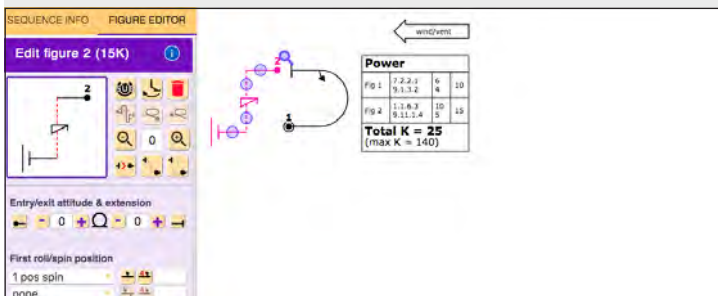 SEQUENCE INFO FIGURE EDITOR
Edit figure 2 (15K) i
2
0
Entry/exit attitude & extension
- 0 + - 0 +
First roll/spin position
1 pos spin
none
wind/vent
2
1
Power
Fig 1 7.2.2.1 6 10
9.1.3.2 4
Fig 2 1.1.6.3 10 15
9.11.1.4 5
Total K = 25
(max K = 140)